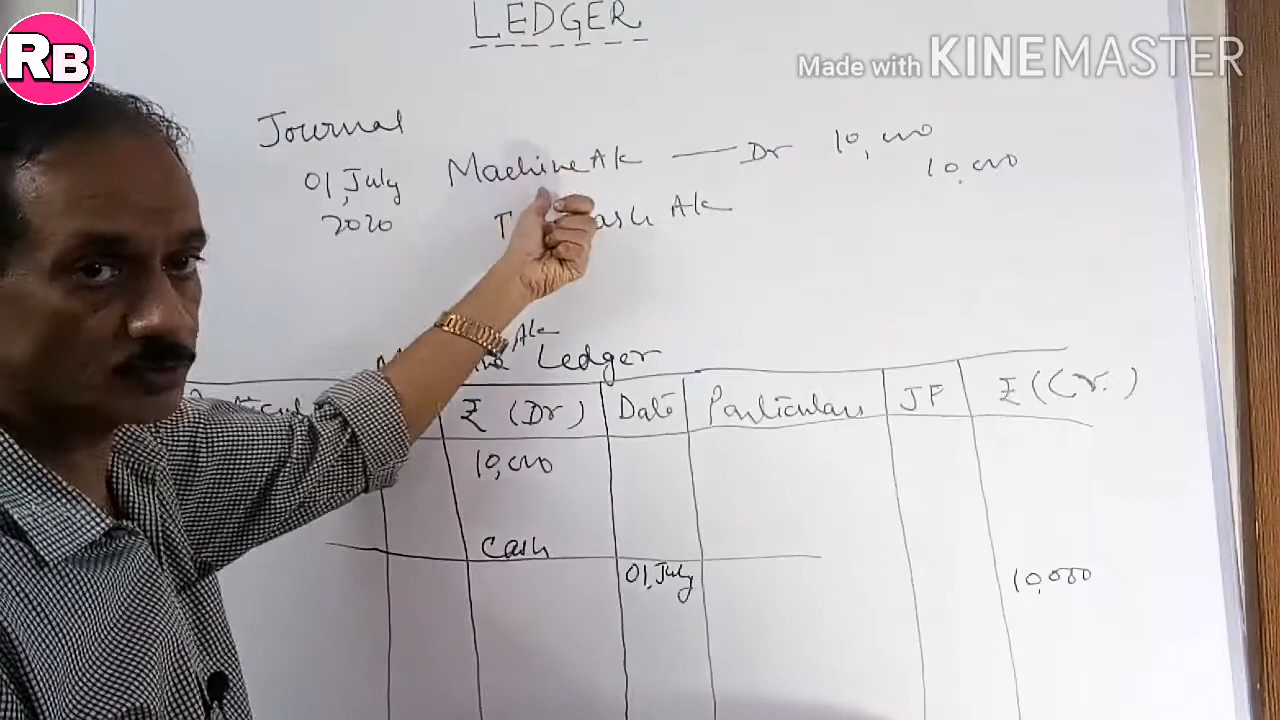 RB
LEDGER
Made with KINEMASTER
Journal
01, July Machine A/c — Dr 10,000
2020 A/c 10,000
A/c
Ledger
₹ (Dr) Date Particulars JF ₹ (Cr.)
10,000
Cash
01, July 10,000